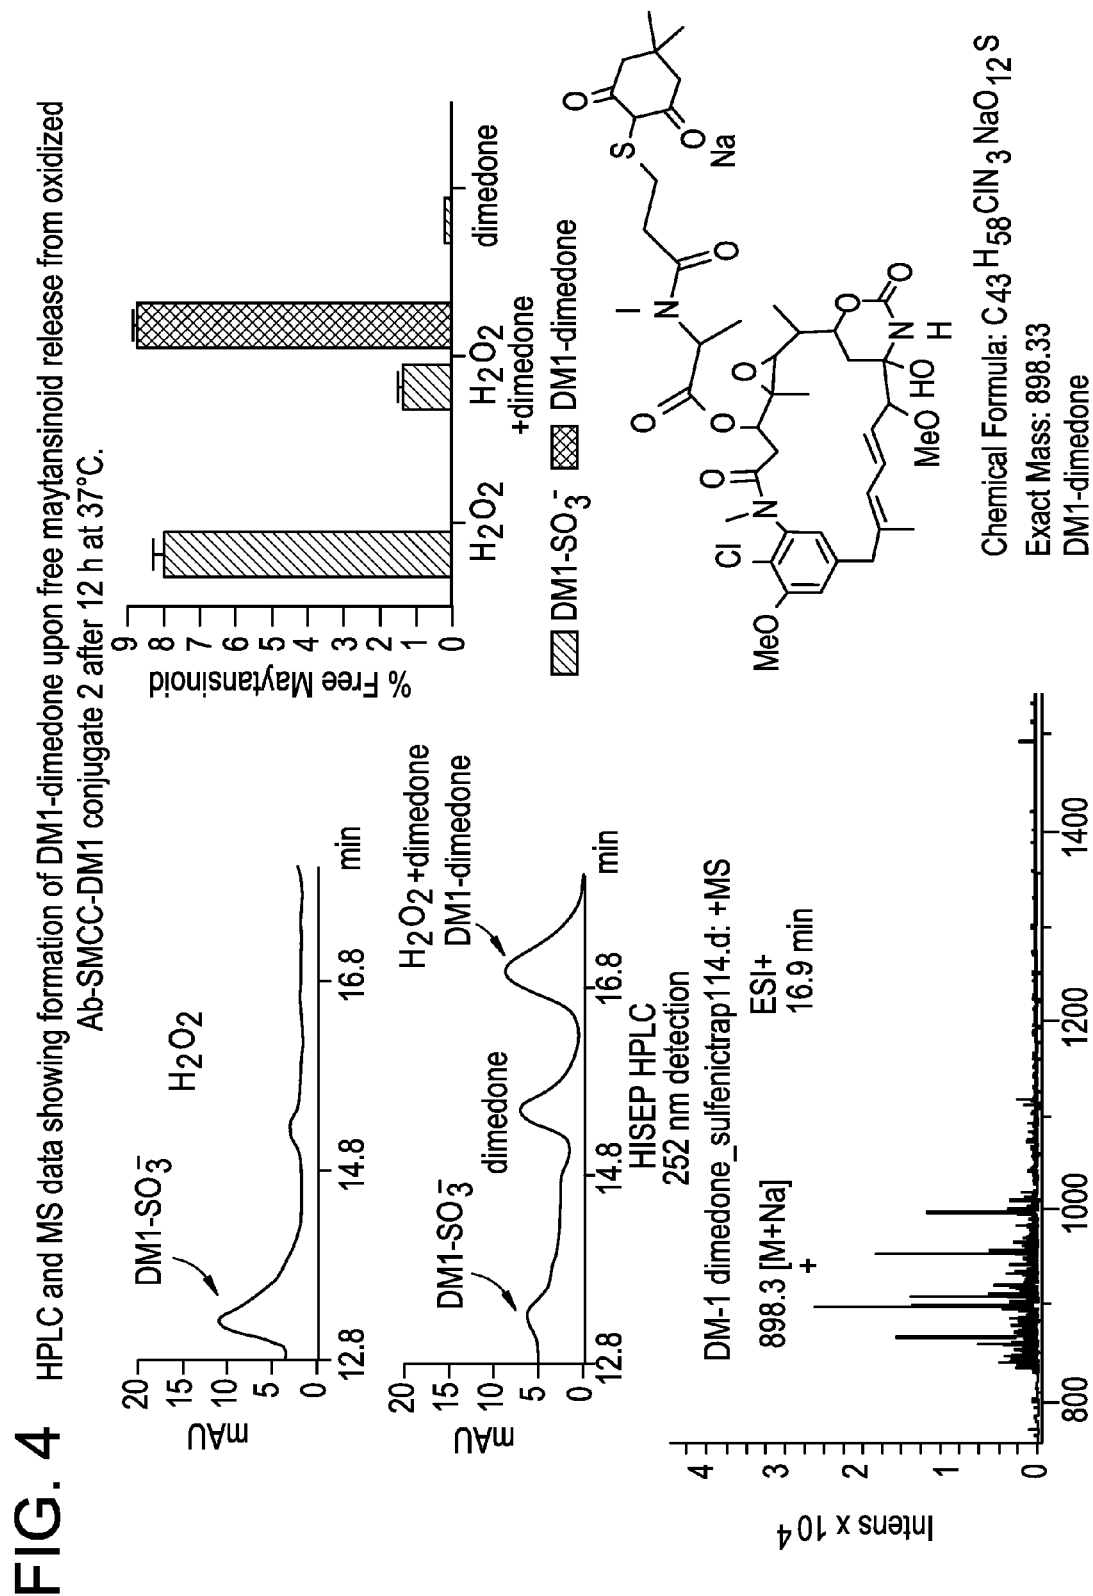 FIG. 4
HPLC and MS data showing formation of DM1-dimedone upon free maytansinoid release from oxidized
Ab-SMCC-DM1 conjugate 2 after 12 h at 37°C.
mAU
20
15
10
5
0
DM1-SO3-
H2O2
12.8
14.8
16.8
min
mAU
20
15
10
5
0
DM1-SO3-
dimedone
H2O2+dimedone
DM1-dimedone
12.8
14.8
16.8
min
HISEP HPLC
252 nm detection
% Free Maytansinoid
9
8
7
6
5
4
3
2
1
0
H2O2
H2O2
+dimedone
dimedone
DM1-SO3-
DM1-dimedone
DM-1 dimedone_sulfenictrap114.d: +MS
898.3 [M+Na]
+
ESI+
16.9 min
Intens x 10 4
4
3
2
1
0
800
1000
1200
1400
MeO
Cl
N
O
O
O
O
N
O
S
O
O
Na
O
O
N
H
HO
MeO
Chemical Formula: C43H58ClN3NaO12S
Exact Mass: 898.33
DM1-dimedone